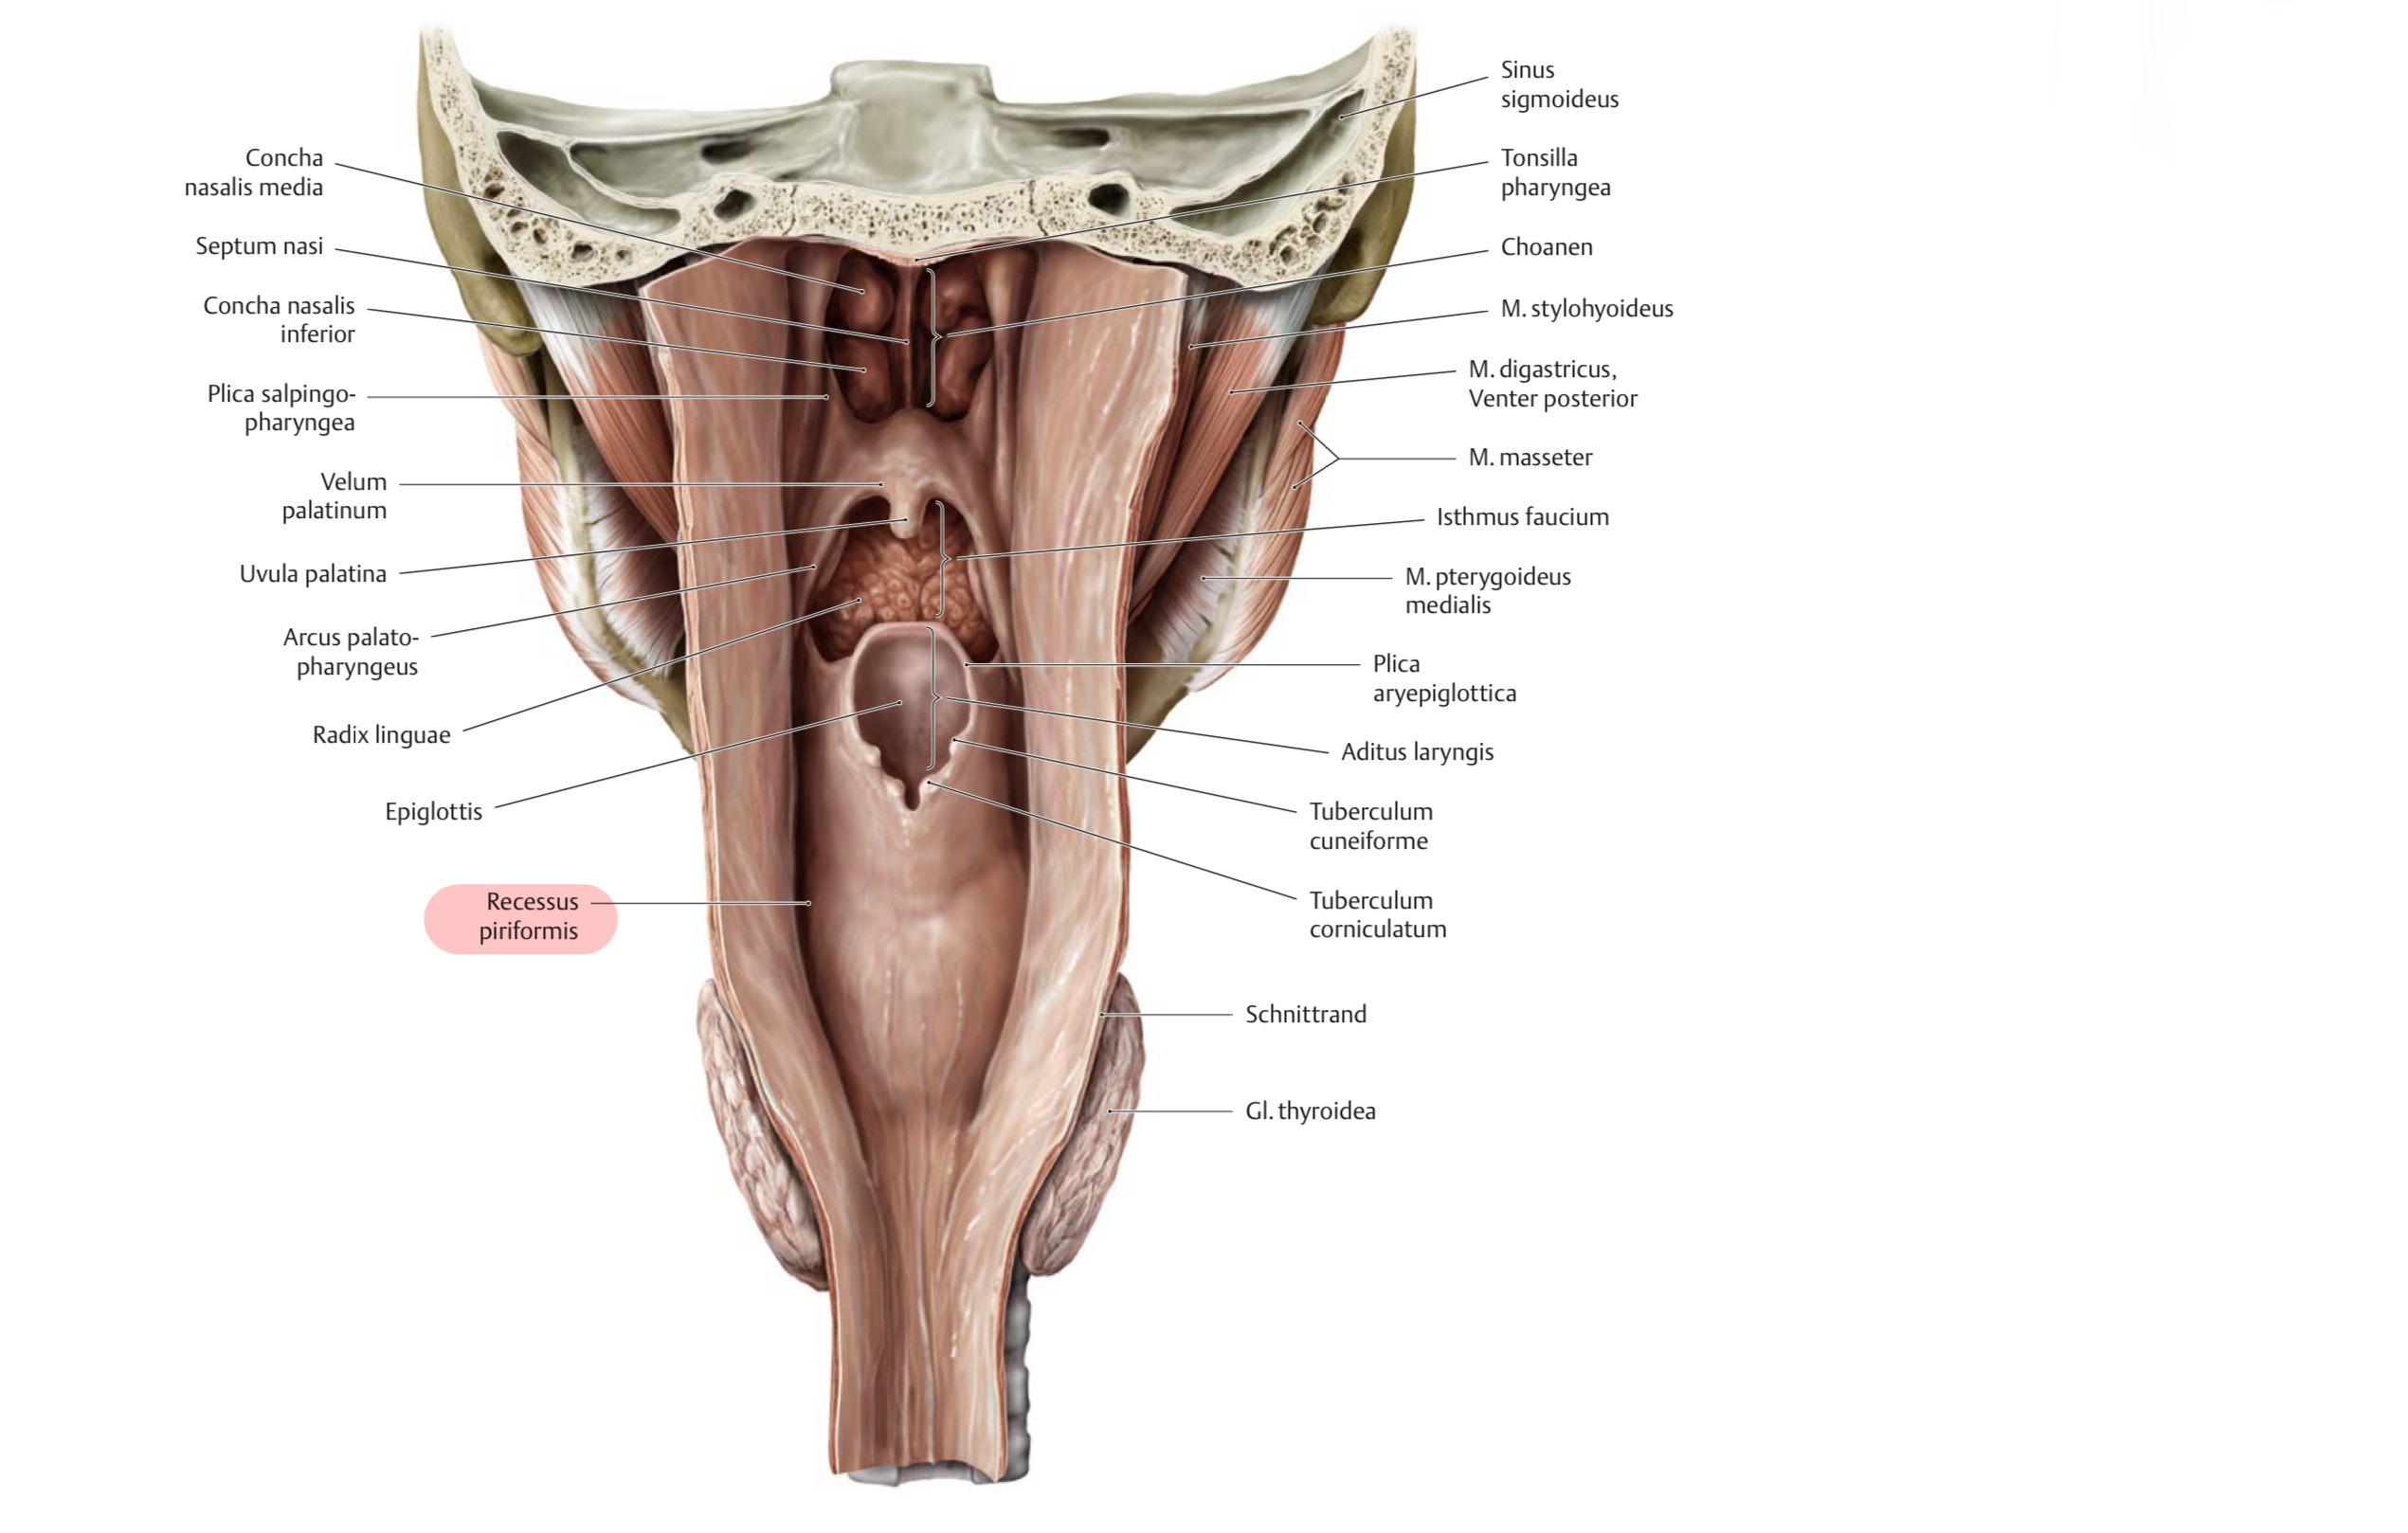 Concha
nasalis media
Septum nasi
Concha nasalis
inferior
Plica salpingo-
pharyngea
Velum
palatinum
Uvula palatina
Arcus palato-
pharyngeus
Radix linguae
Epiglottis
Recessus
piriformis
Sinus
sigmoideus
Tonsilla
pharyngea
Choanen
M. stylohyoideus
M. digastricus,
Venter posterior
M. masseter
Isthmus faucium
M. pterygoideus
medialis
Plica
aryepiglottica
Aditus laryngis
Tuberculum
cuneiforme
Tuberculum
corniculatum
Schnittrand
Gl. thyroidea